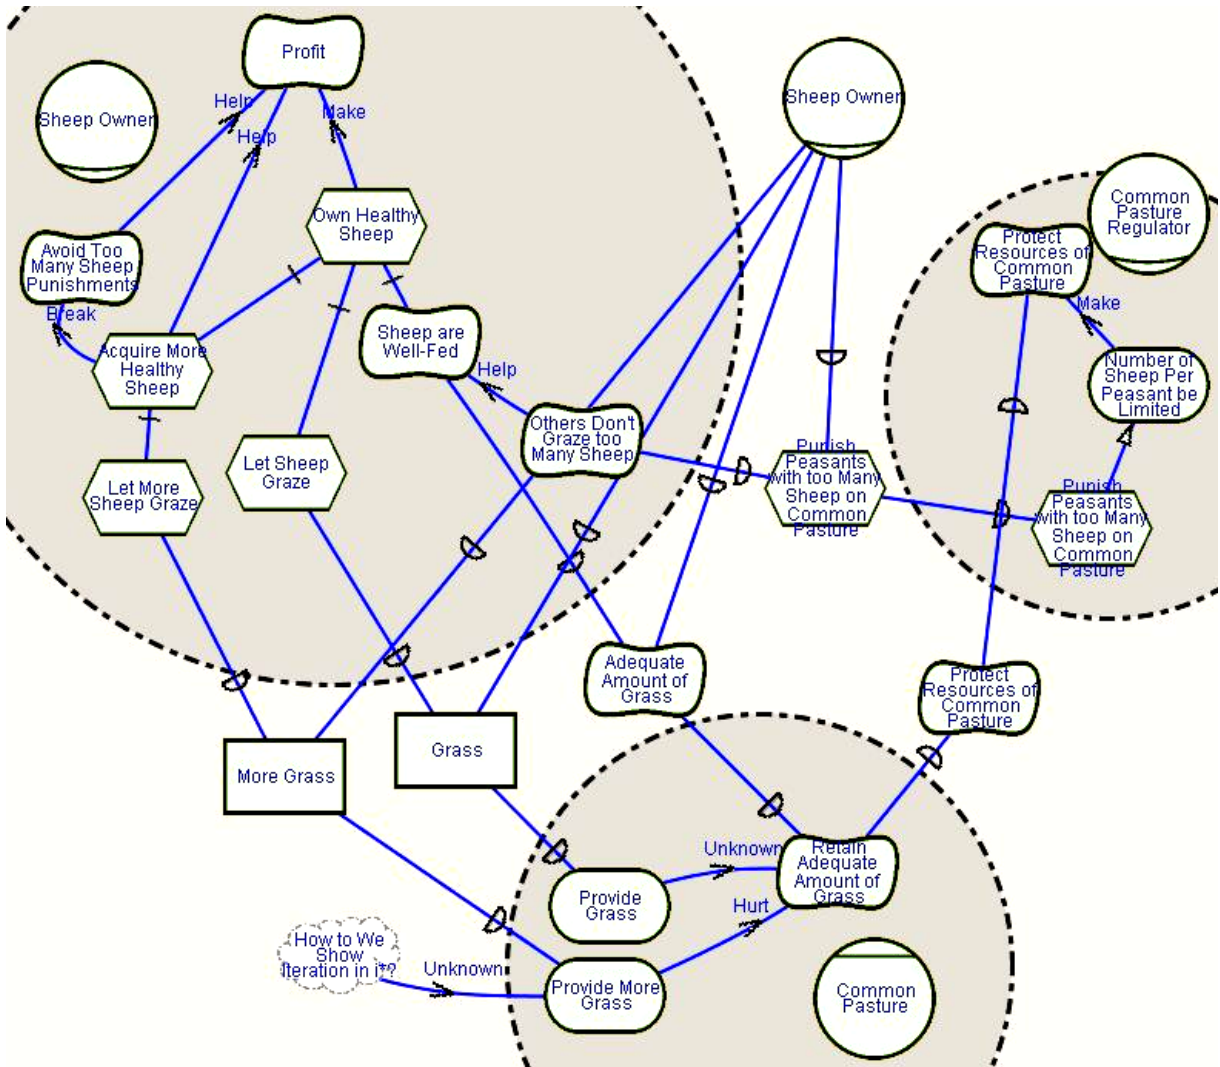 Profit
Sheep Owner
Sheep Owner
Help
Help
Make
Own Healthy
Sheep
Common
Pasture
Regulator
Protect
Resources of
Common
Pasture
Avoid Too
Many Sheep
Punishments
Break
Acquire More
Healthy
Sheep
Sheep are
Well-Fed
Help
Make
Number of
Sheep Per
Peasant be
Limited
Others Don't
Graze too
Many Sheep
Let Sheep
Graze
Let More
Sheep Graze
Punish
Peasants
with too Many
Sheep on
Common
Pasture
Punish
Peasants
with too Many
Sheep on
Common
Pasture
Adequate
Amount of
Grass
Protect
Resources of
Common
Pasture
Grass
More Grass
Unknown
Retain
Adequate
Amount of
Grass
Provide
Grass
Hurt
How to We
Show
Iteration in i*?
Unknown
Provide More
Grass
Common
Pasture